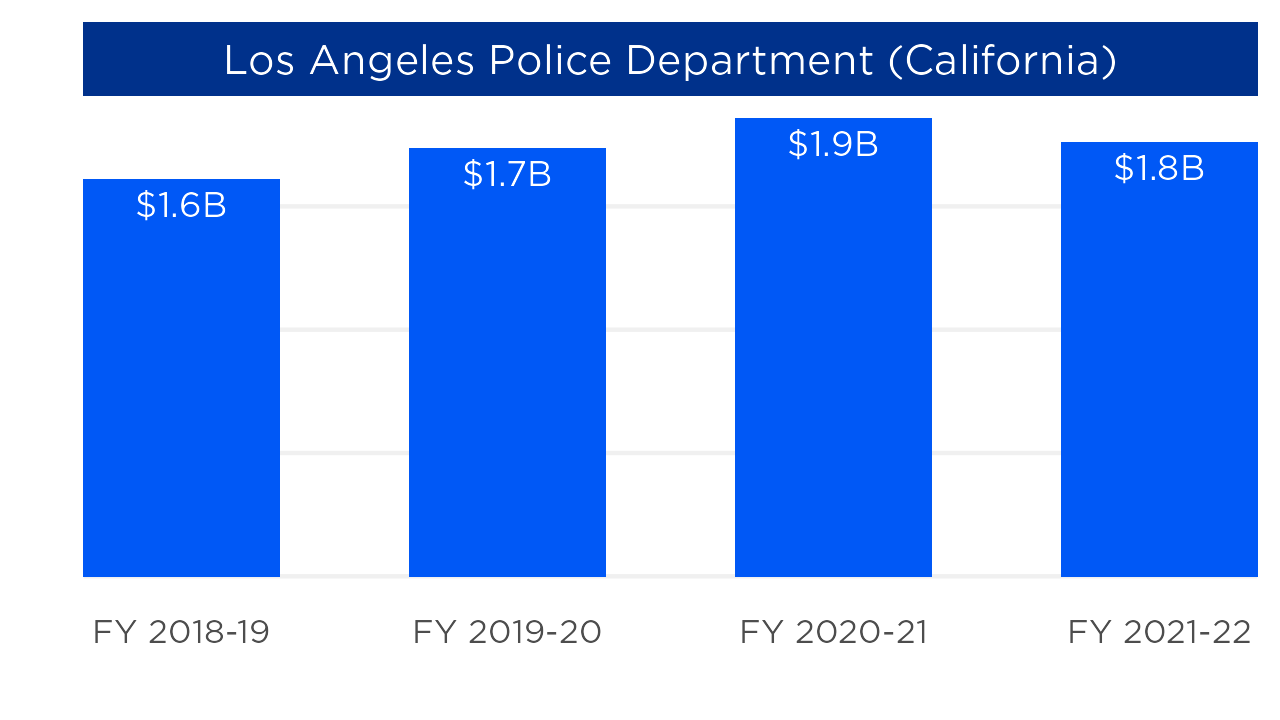 Los Angeles Police Department (California)
$1.6B
$1.7B
$1.9B
$1.8B
FY 2018-19
FY 2019-20
FY 2020-21
FY 2021-22